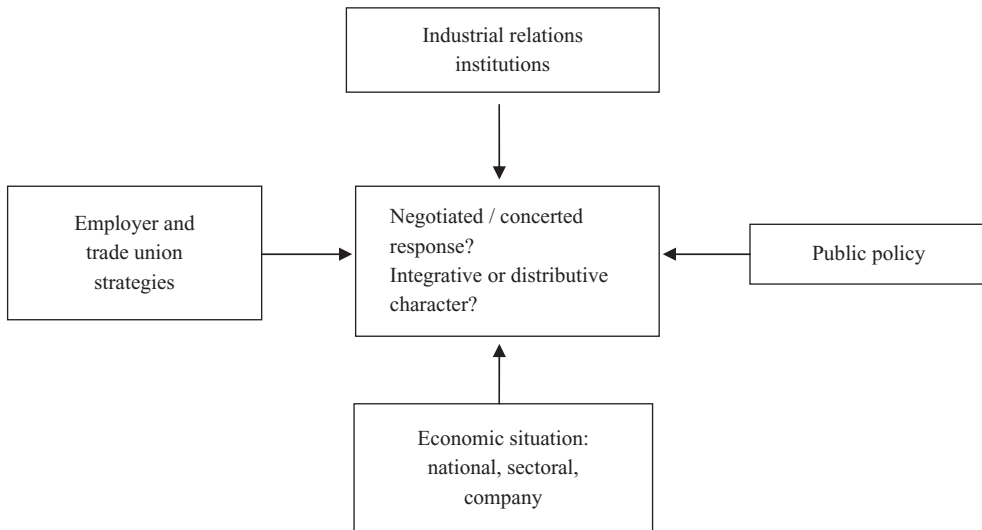 Industrial relations
institutions
Employer and
trade union
strategies
Negotiated / concerted
response?
Integrative or distributive
character?
Public policy
Economic situation:
national, sectoral,
company